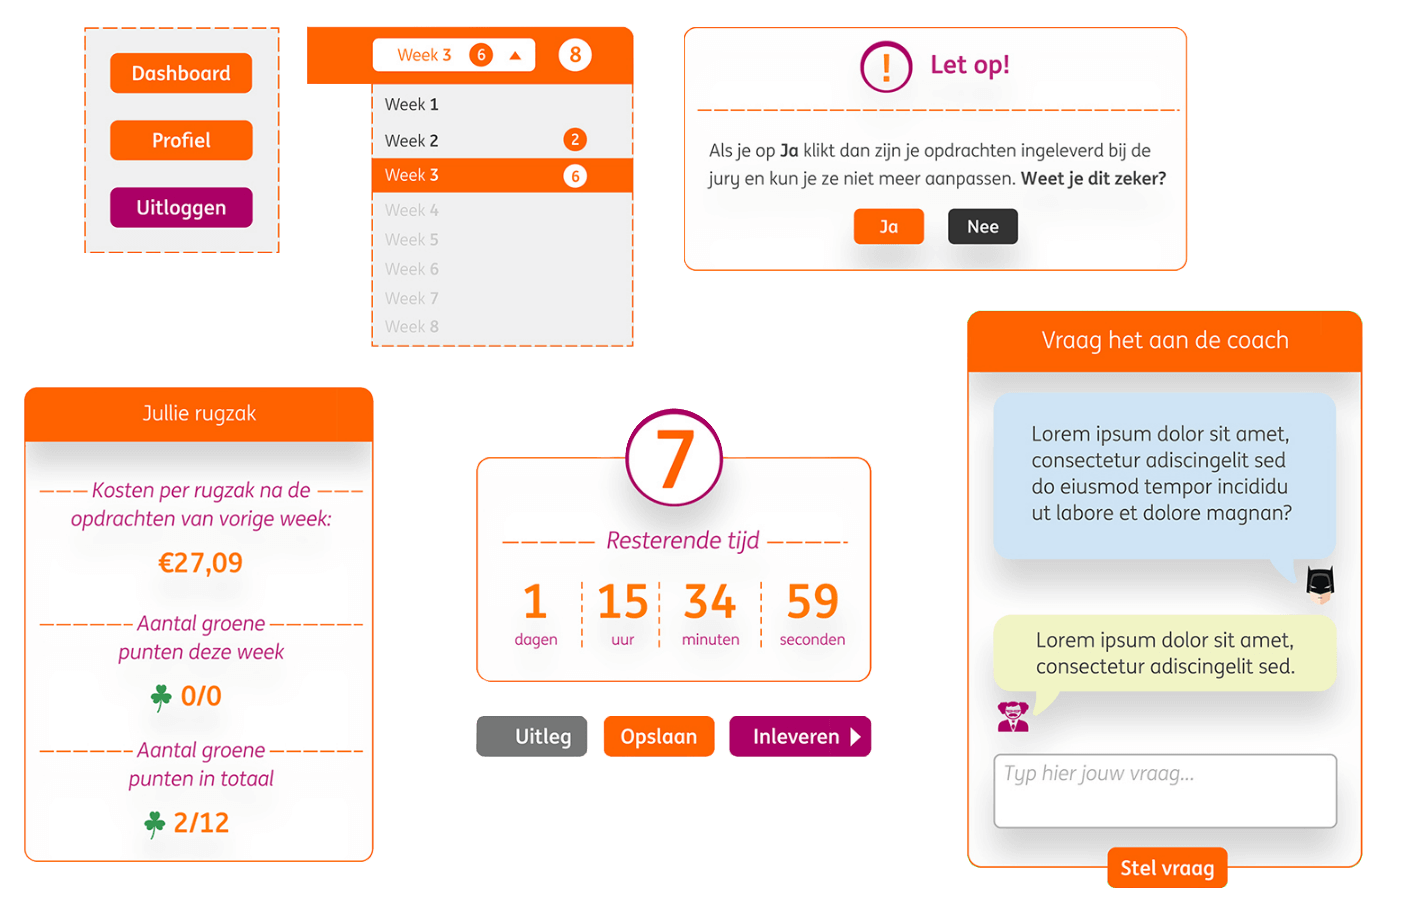 Dashboard
Profiel
Uitloggen
Week 3 6 8
Week 1
Week 2 2
Week 3 6
Week 4
Week 5
Week 6
Week 7
Week 8
! Let op!
Als je op Ja klikt dan zijn je opdrachten ingeleverd bij de
jury en kun je ze niet meer aanpassen. Weet je dit zeker?
Ja Nee
Jullie rugzak
Kosten per rugzak na de
opdrachten van vorige week:
€27,09
Aantal groene
punten deze week
0/0
Aantal groene
punten in totaal
2/12
7
Resterende tijd
1 15 34 59
dagen uur minuten seconden
Uitleg Opslaan Inleveren
Vraag het aan de coach
Lorem ipsum dolor sit amet,
consectetur adiscingelit sed
do eiusmod tempor incididu
ut labore et dolore magnan?
Lorem ipsum dolor sit amet,
consectetur adiscingelit sed.
Typ hier jouw vraag...
Stel vraag